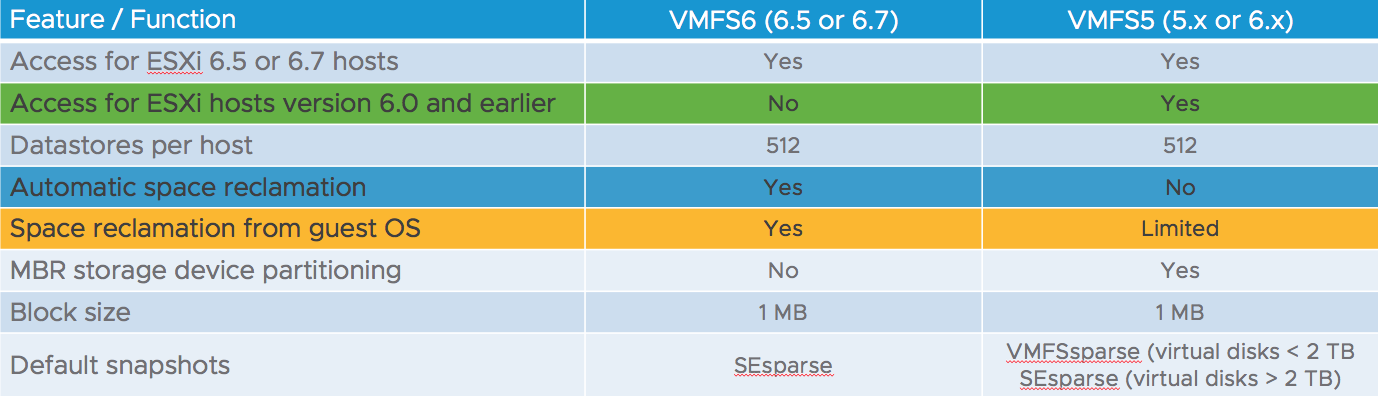 Feature / Function VMFS6 (6.5 or 6.7) VMFS5 (5.x or 6.x)
Access for ESXi 6.5 or 6.7 hosts Yes Yes
Access for ESXi hosts version 6.0 and earlier No Yes
Datastores per host 512 512
Automatic space reclamation Yes No
Space reclamation from guest OS Yes Limited
MBR storage device partitioning No Yes
Block size 1 MB 1 MB
Default snapshots SEsparse VMFSsparse (virtual disks < 2 TB
SEsparse (virtual disks > 2 TB)